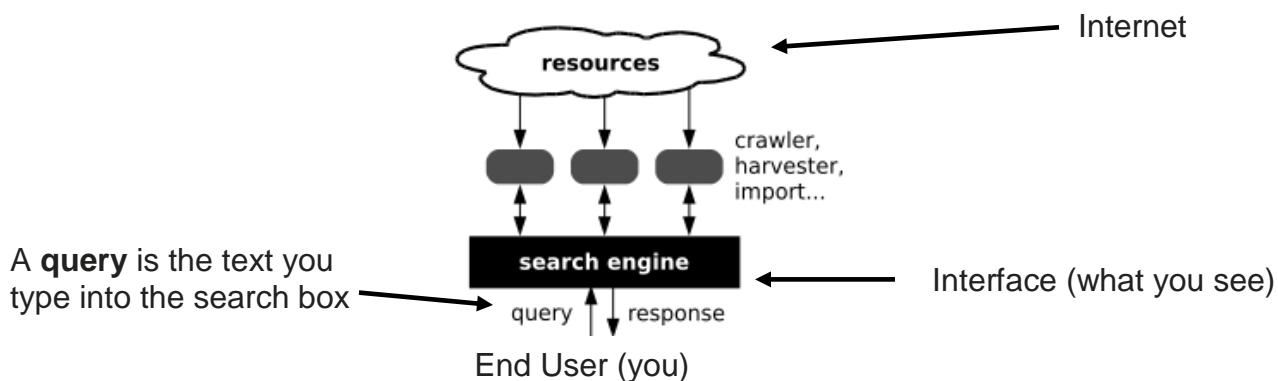 Internet
resources
crawler,
harvester,
import...
search engine
Interface (what you see)
A query is the text you
type into the search box
query
response
End User (you)